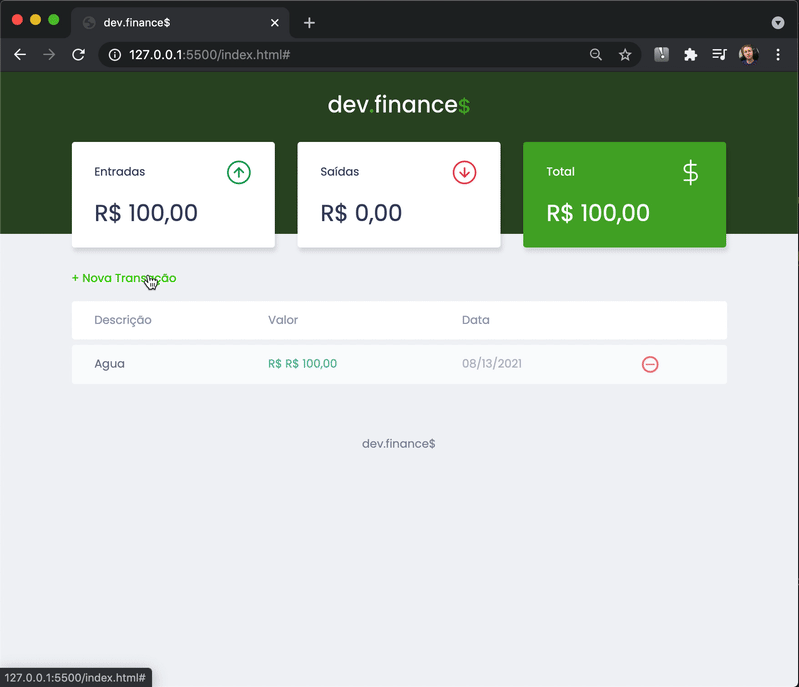 dev.finance$
127.0.0.1:5500/index.html#
dev.finance$
Entradas
R$ 100,00
Saídas
R$ 0,00
Total
$
R$ 100,00
+ Nova Transação
Descrição Valor Data
Agua R$ R$ 100,00 08/13/2021
dev.finance$
127.0.0.1:5500/index.html#